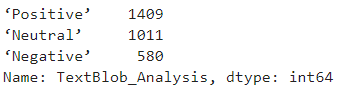 ‘Positive’    1409
‘Neutral’     1011
‘Negative’     580
Name: TextBlob_Analysis, dtype: int64